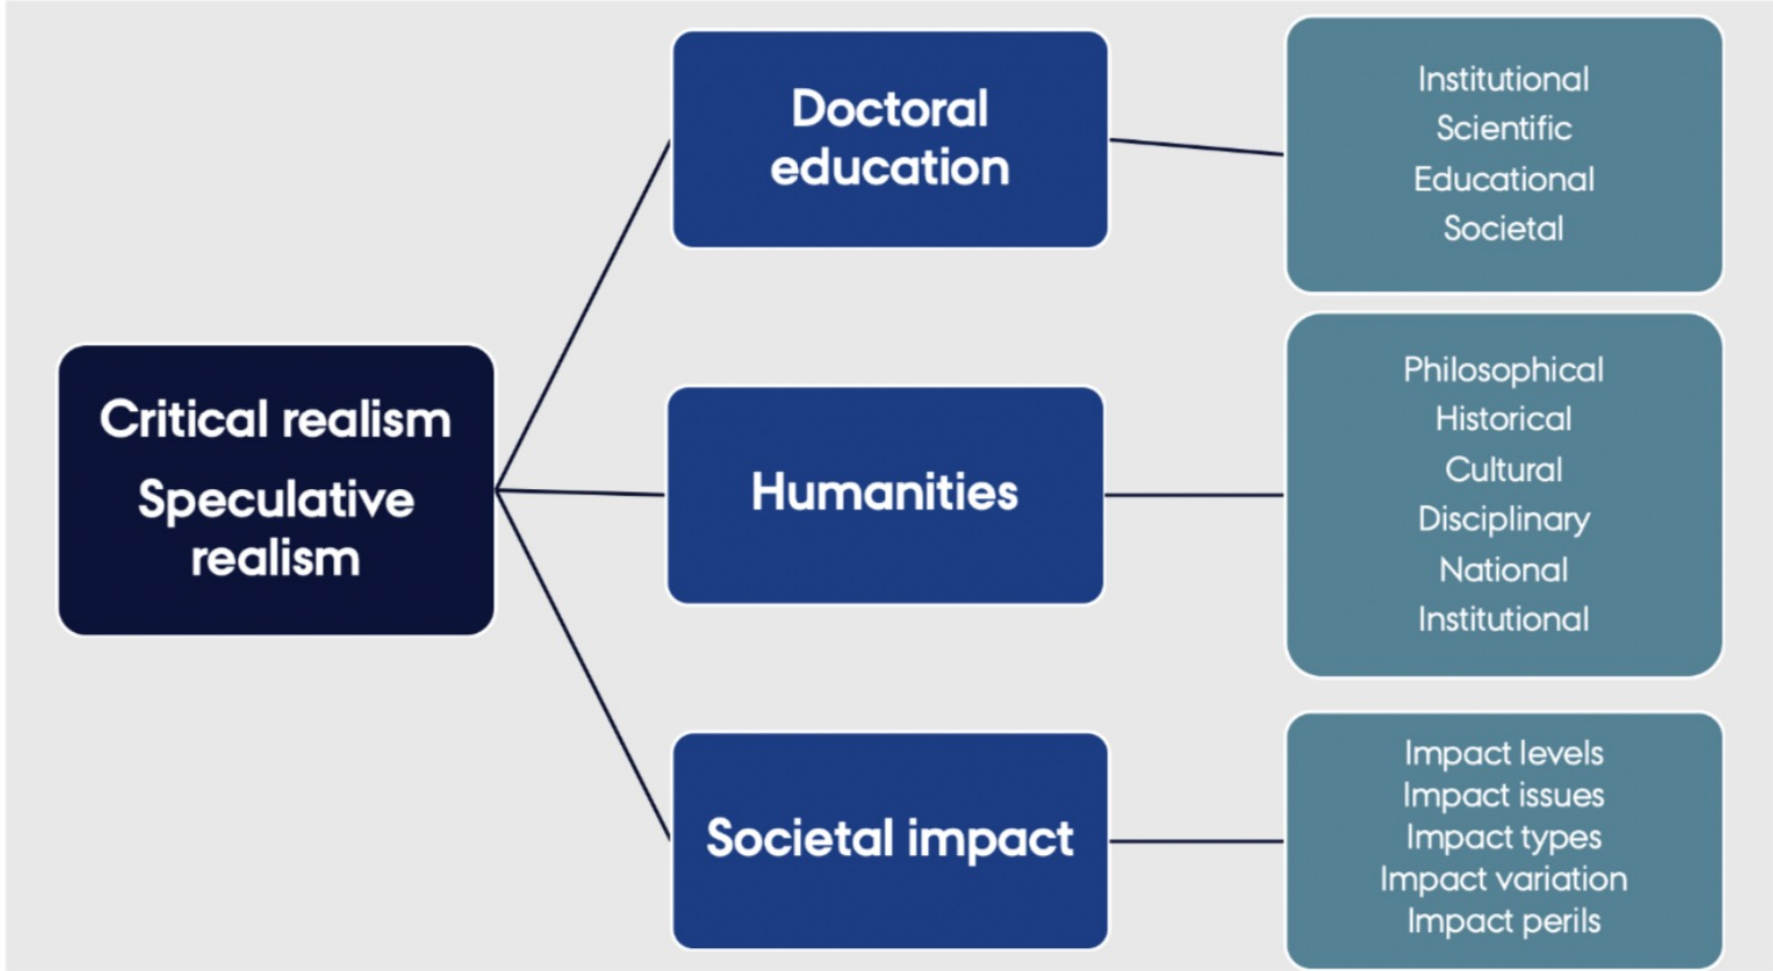 Critical realism
Speculative
realism
Doctoral
education
Institutional
Scientific
Educational
Societal
Humanities
Philosophical
Historical
Cultural
Disciplinary
National
Institutional
Societal impact
Impact levels
Impact issues
Impact types
Impact variation
Impact perils